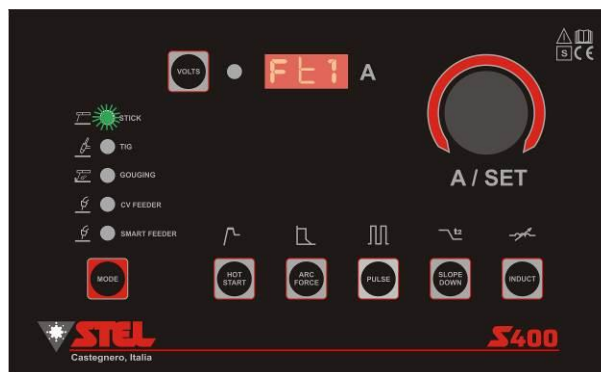 VOLTS
Ft1 A
STICK
TIG
A / SET
GOUGING
CV FEEDER
SMART FEEDER
MODE
HOT START
ARC FORCE
PULSE
t2
SLOPE DOWN
INDUCT
STEL
S400
Castegnero, Italia
S CE